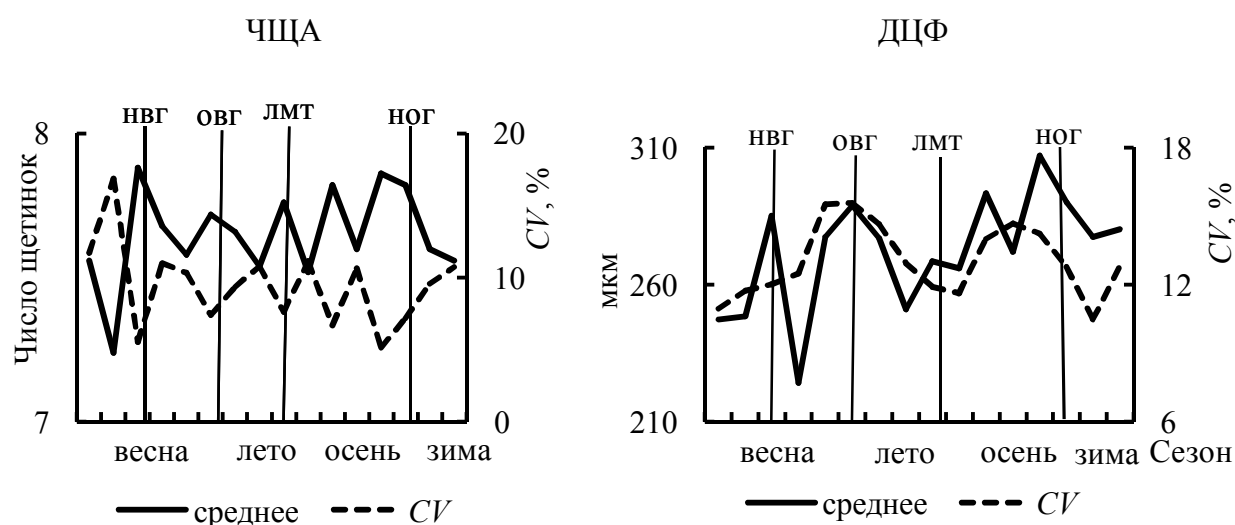 ЧЩА
ДЦФ
нвг овг лмт ног
8
7
Число щетинок
20
10
0
CV, %
весна лето осень зима
среднее CV
нвг овг лмт ног
310
260
210
мкм
18
12
6
CV, %
весна лето осень зима Сезон
среднее CV